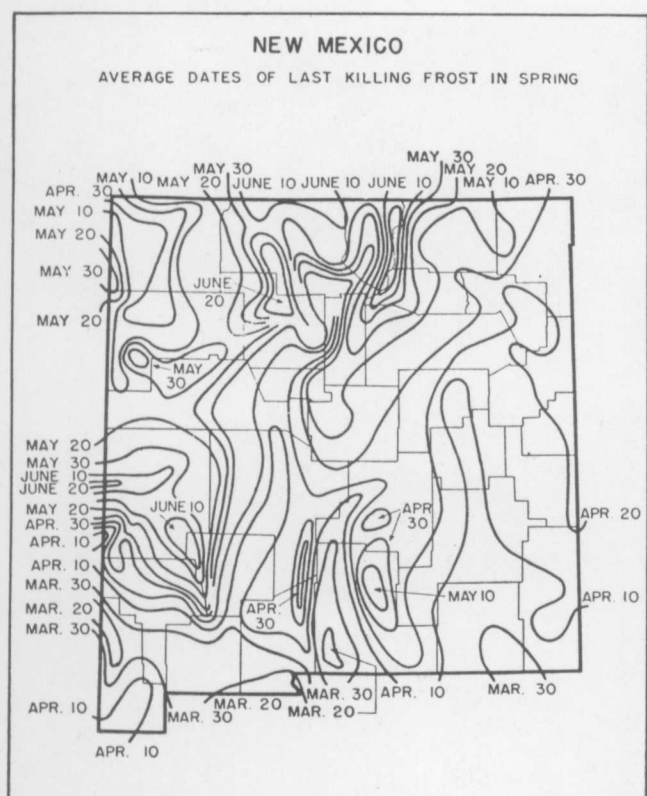 NEW MEXICO
AVERAGE DATES OF LAST KILLING FROST IN SPRING
MAY 30
MAY 30
MAY 10
MAY 20
APR. 30
MAY 20
JUNE 10
JUNE 10
JUNE 10
MAY 10
APR. 30
MAY 10
MAY 20
MAY 30
JUNE
20
MAY 20
MAY
30
MAY 20
MAY 30
JUNE 10
JUNE 20
MAY 20
JUNE 10
APR. 30
APR
30
APR. 20
APR. 10
APR. 10
MAR. 30
MAY 10
APR.
30
APR. 10
MAR. 20
MAR. 30
MAR. 30
APR. 10
MAR. 30
MAR. 20
MAR. 20
APR. 10
MAR. 30
APR. 10